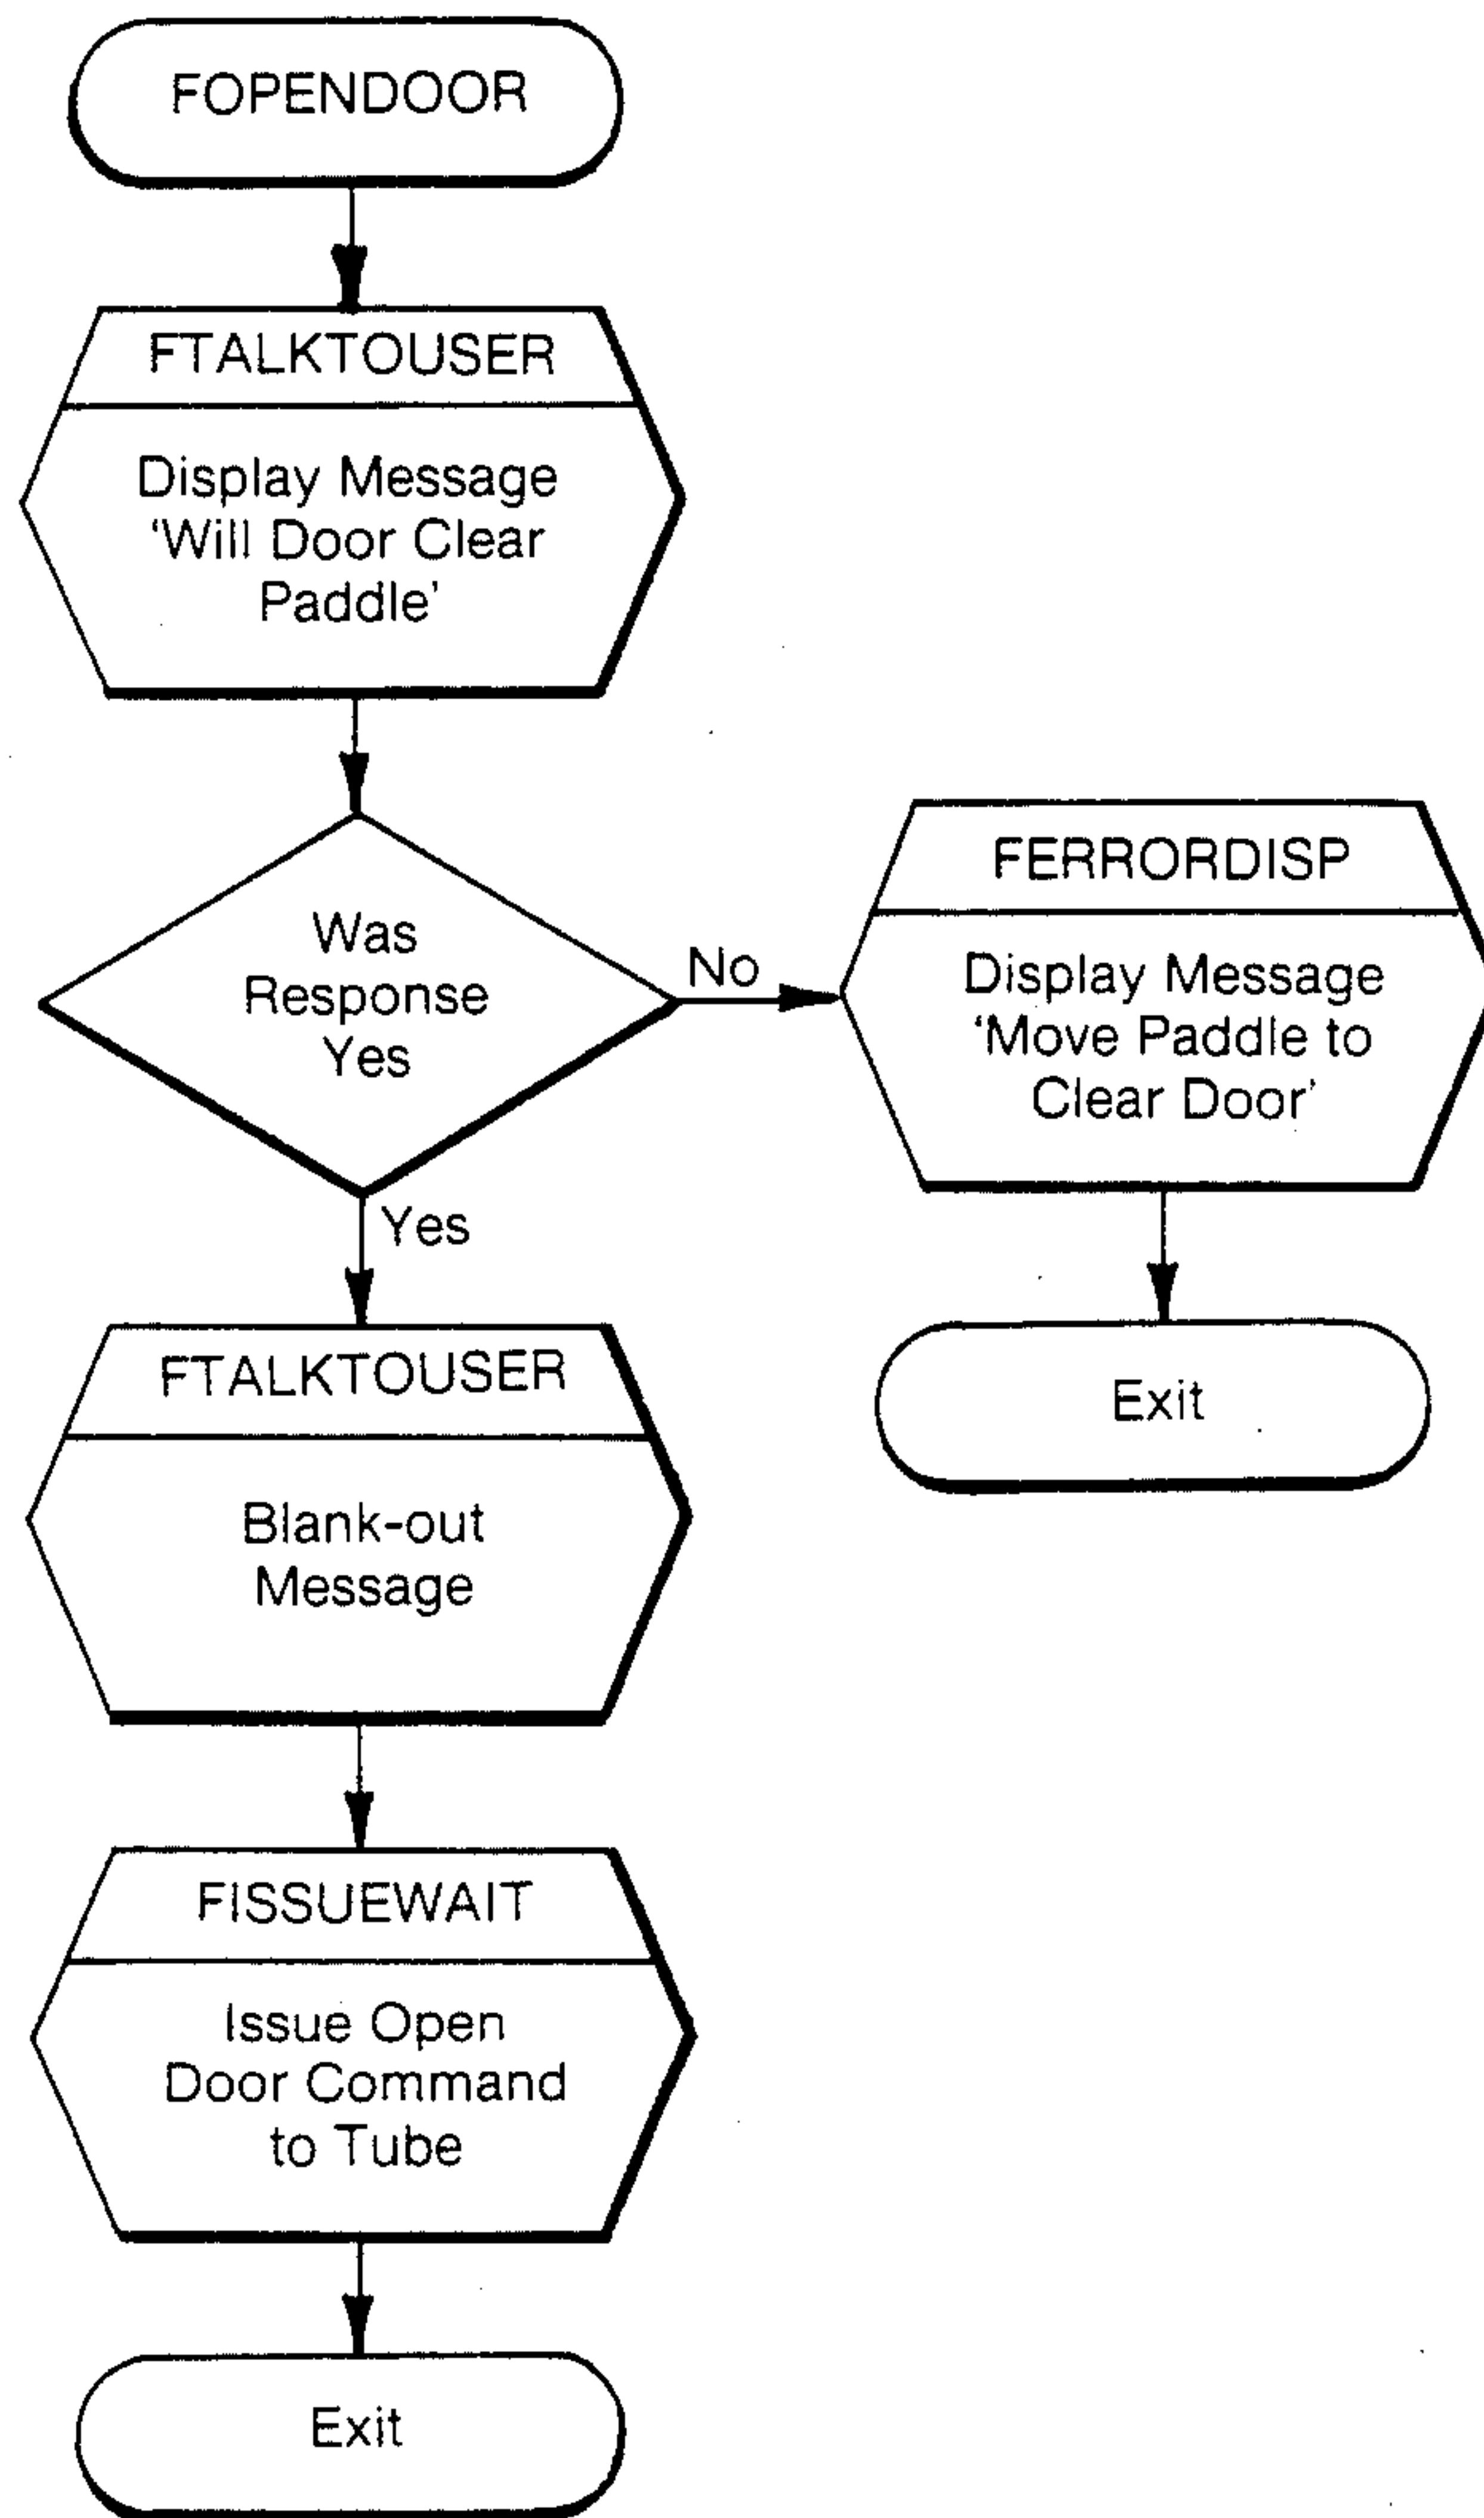 FOPENDOOR
FTALKTOUSER
Display Message
'Will Door Clear
Paddle'
Was
Response
Yes
No
FERRORDISP
Display Message
'Move Paddle to
Clear Door'
Exit
Yes
FTALKTOUSER
Blank-out
Message
FISSUEWAIT
Issue Open
Door Command
to Tube
Exit